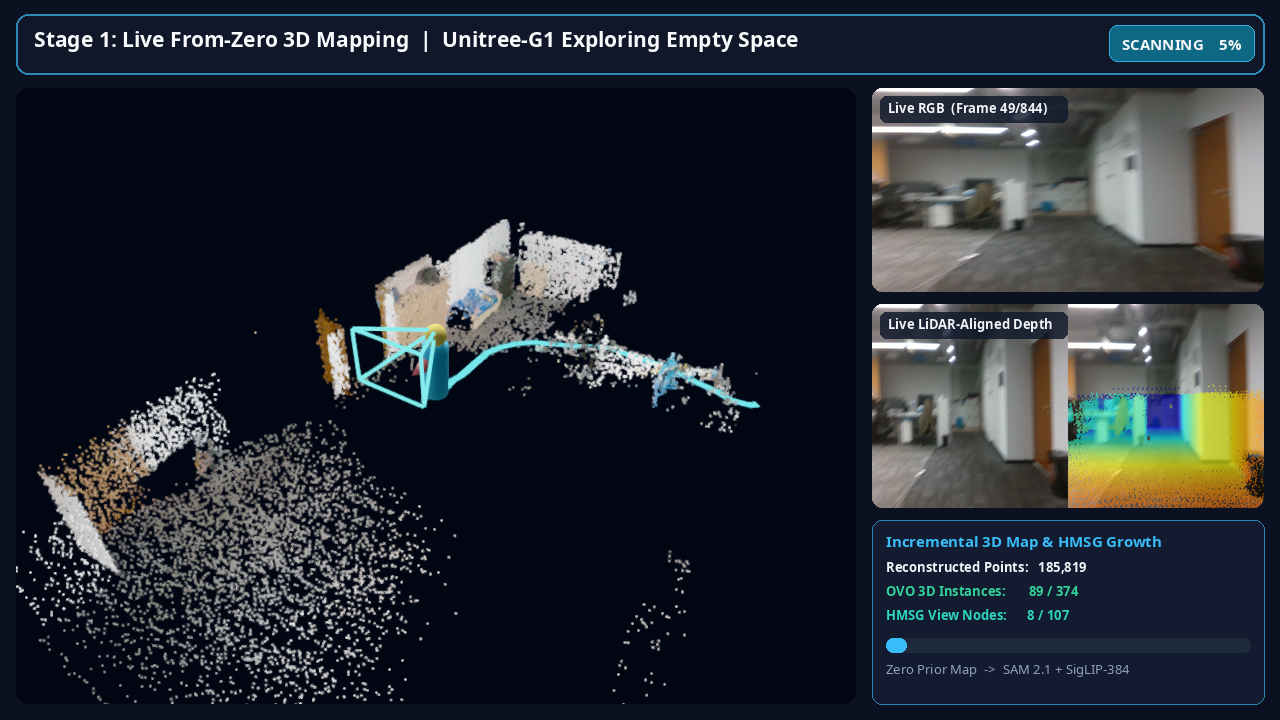 Stage 1: Live From-Zero 3D Mapping | Unitree-G1 Exploring Empty Space
SCANNING 5%
Live RGB (Frame 49/844)
Live LiDAR-Aligned Depth
Incremental 3D Map & HMSG Growth
Reconstructed Points: 185,819
OVO 3D Instances: 89 / 374
HMSG View Nodes: 8 / 107
Zero Prior Map -> SAM 2.1 + SigLIP-384